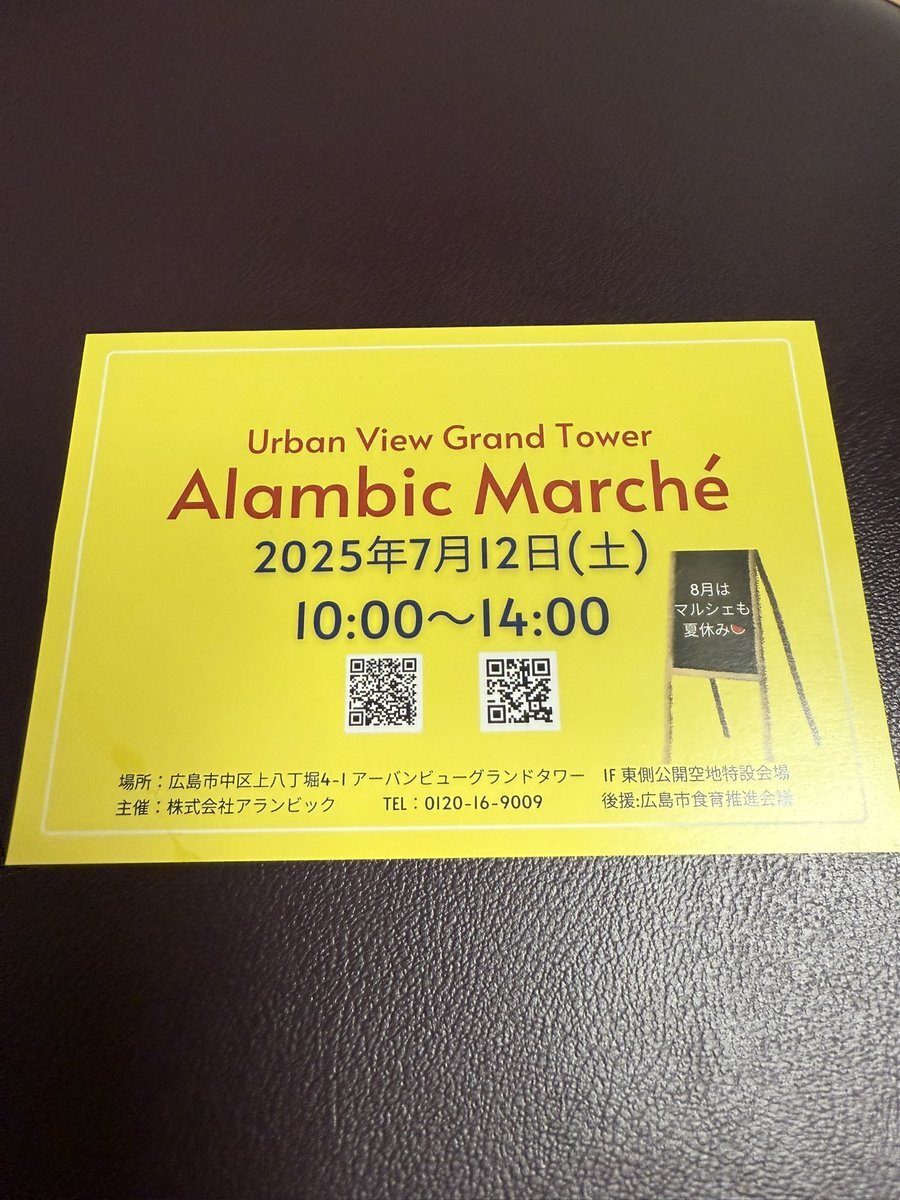 Urban View Grand Tower
Alambic Marché
2025年7月12日(土)
10:00〜14:00
8月は
マルシェも
夏休み🍉
場所：広島市中区上八丁堀4-1 アーバンビューグランドタワー 1F 東側公開空地特設会場
主催：株式会社アランビック TEL：0120-16-9009 後援:広島市食育推進会議